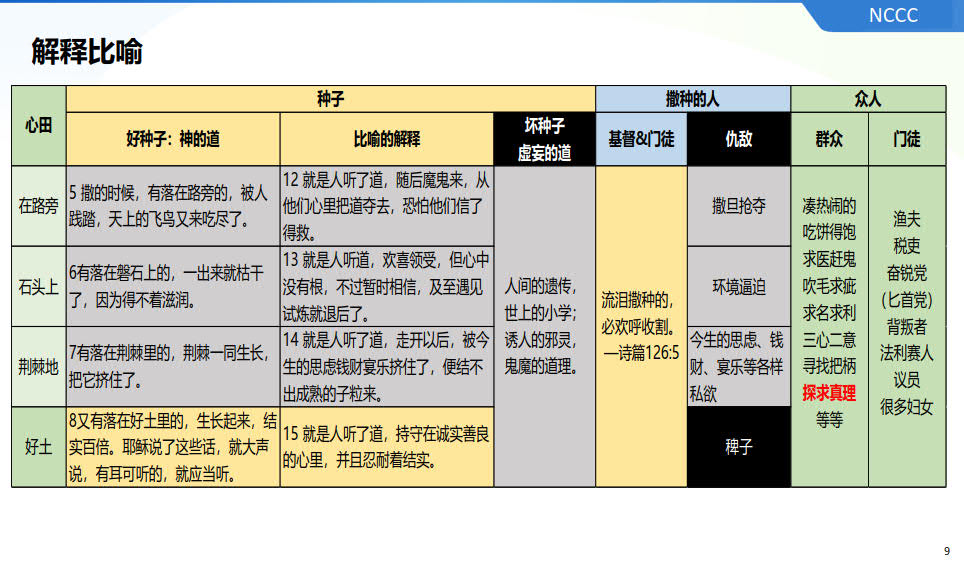 NCCC
解释比喻
心田
种子
撒种的人
众人
好种子：神的道
比喻的解释
坏种子
虚妄的道
基督&门徒
仇敌
群众
门徒
在路旁
5 撒的时候，有落在路旁的，被人
践踏，天上的飞鸟又来吃尽了。
12 就是人听了道，随后魔鬼来，从
他们心里把道夺去，恐怕他们信了
得救。
石头上
6有落在磐石上的，一出来就枯干
了，因为得不着滋润。
13 就是人听道，欢喜领受，但心中
没有根，不过暂时相信，及至遇见
试炼就退后了。
荆棘地
7有落在荆棘里的，荆棘一同生长，
把它挤住了。
14 就是人听了道，走开以后，被今
生的思虑钱财宴乐挤住了，便结不
出成熟的子粒来。
好土
8又有落在好土里的，生长起来，结
实百倍。耶稣说了这些话，就大声
说，有耳可听的，就应当听。
15 就是人听了道，持守在诚实善良
的心里，并且忍耐着结实。
人间的遗传，
世上的小学；
诱人的邪灵，
鬼魔的道理。
流泪撒种的，
必欢呼收割。
—诗篇126:5
撒旦抢夺
环境逼迫
今生的思虑、钱
财、宴乐等各样
私欲
稗子
凑热闹的
吃饼得饱
求医赶鬼
吹毛求疵
求名求利
三心二意
寻找把柄
探求真理
等等
渔夫
税吏
奋锐党
（匕首党）
背叛者
法利赛人
议员
很多妇女
9